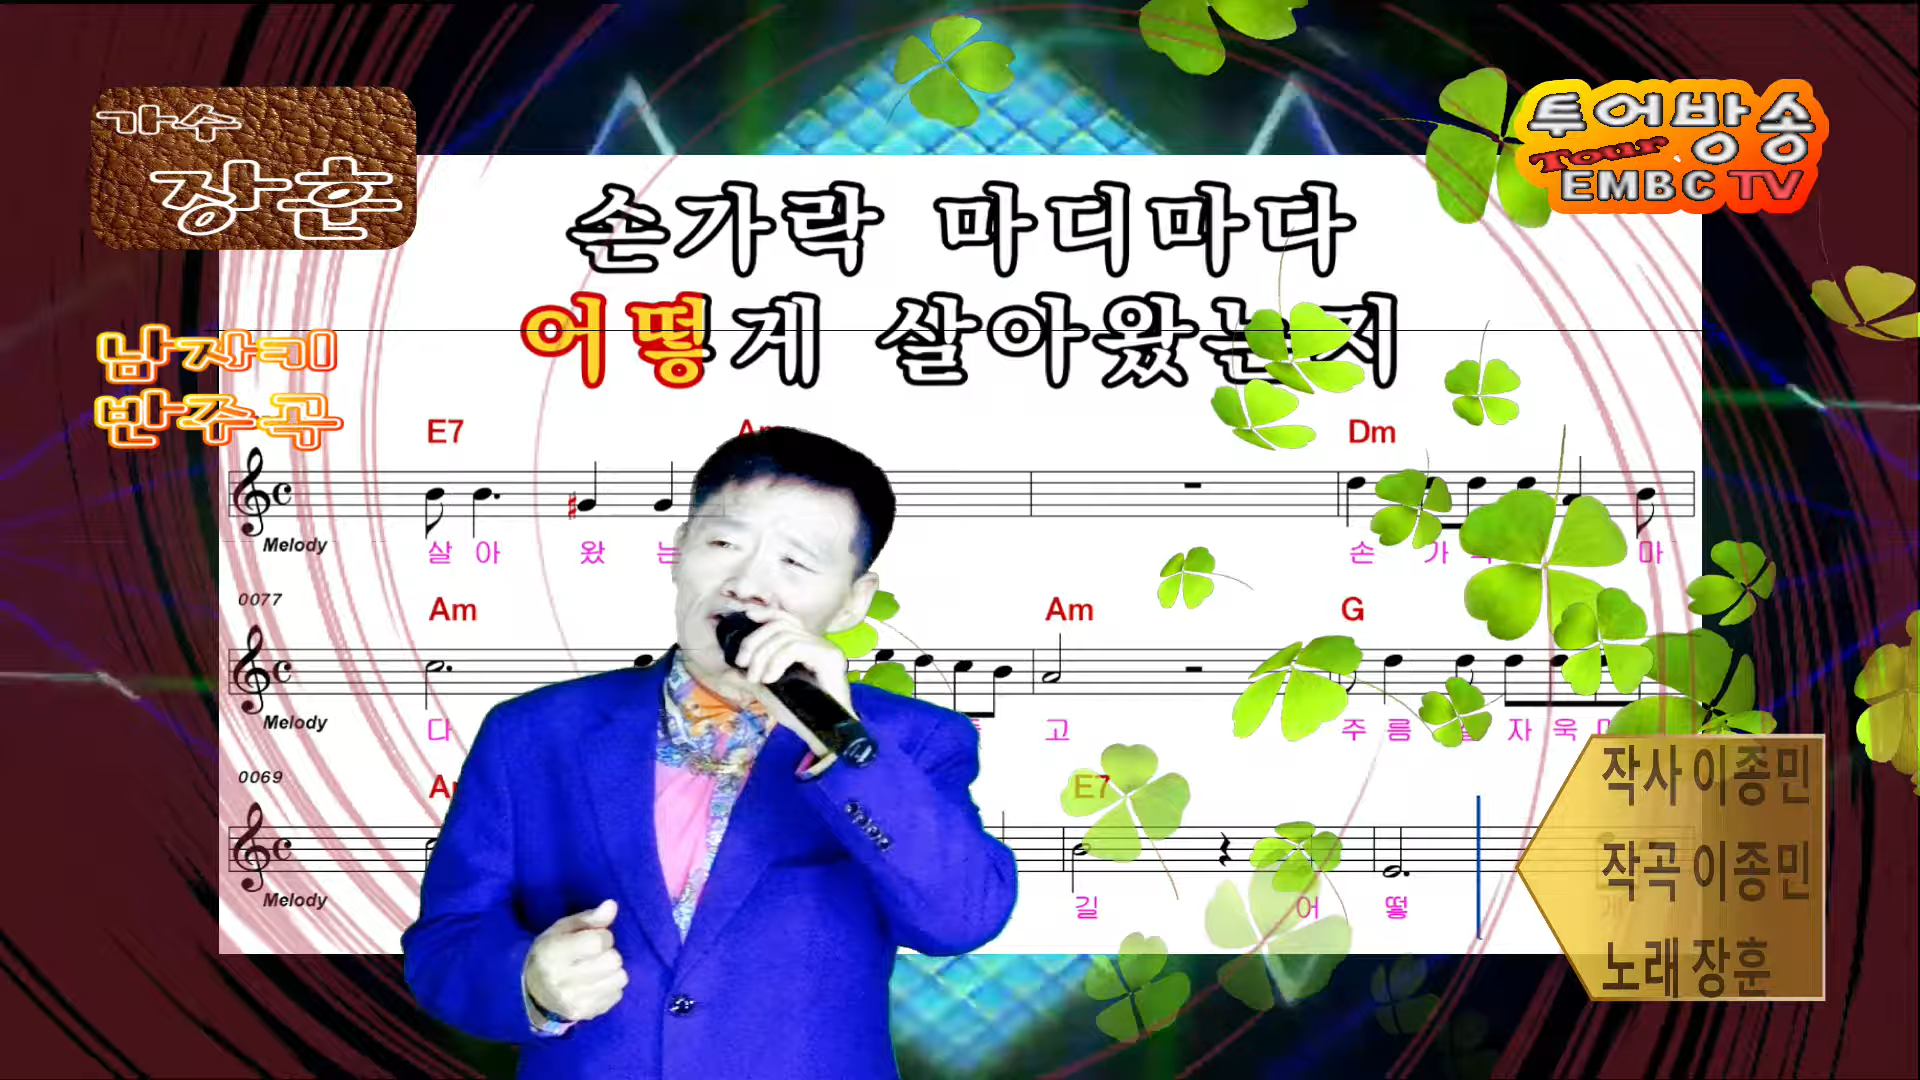 가수
장훈
투어방송
Tour
EMBC TV
손가락 마디마다
어떻게 살아왔는지
남자키
반주곡
E7 Dm
Melody
살 아 왔 는 손 가 마
0077
Am Am G
Melody
다 고 주 름 자 욱
0069
E7
Melody
길 어 떻
작사 이종민
작곡 이종민
노래 장훈